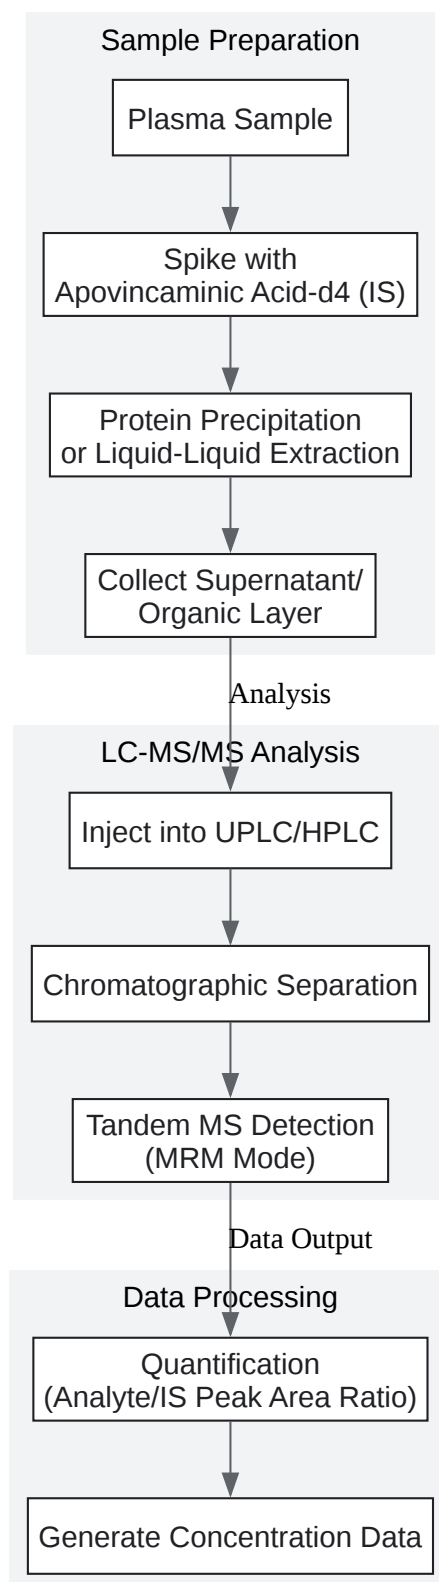 Sample Preparation
Plasma Sample
Spike with
Apovincaminic Acid-d4 (IS)
Protein Precipitation
or Liquid-Liquid Extraction
Collect Supernatant/
Organic Layer
Analysis
LC-MS/MS Analysis
Inject into UPLC/HPLC
Chromatographic Separation
Tandem MS Detection
(MRM Mode)
Data Output
Data Processing
Quantification
(Analyte/IS Peak Area Ratio)
Generate Concentration Data